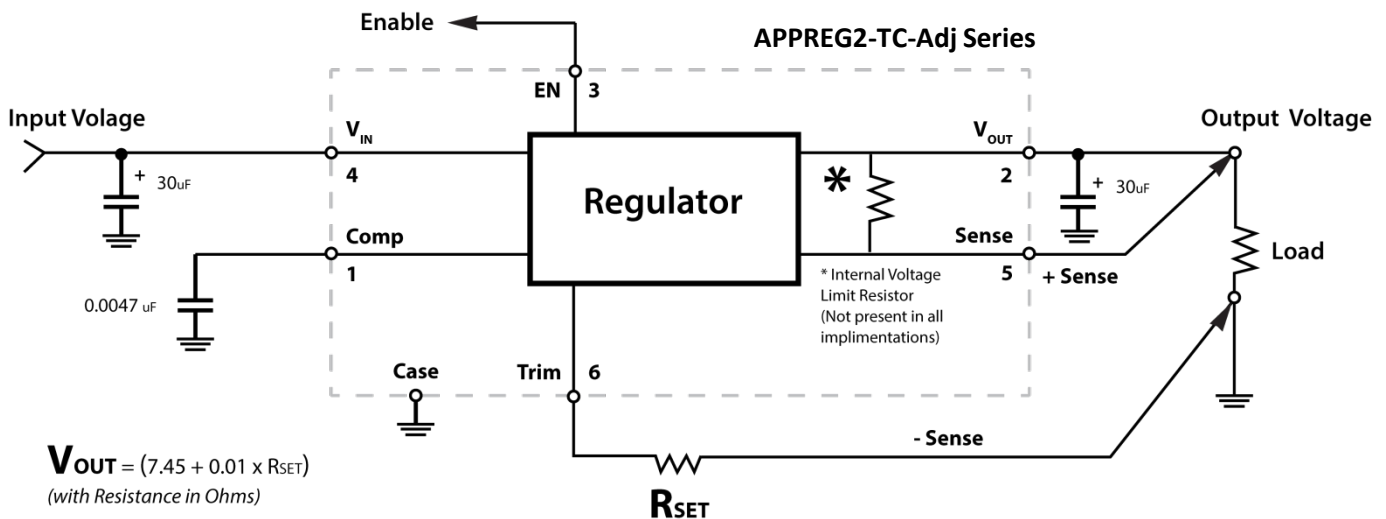 Enable
APPREG2-TC-Adj Series
EN 3
Input Volage
V IN
V OUT
Output Voltage
4
2
+ 30uF
*
Regulator
+ 30uF
Comp
Sense
1
5
+ Sense
Load
0.0047 uF
* Internal Voltage
Limit Resistor
(Not present in all
implimentations)
Case
Trim 6
- Sense
VOUT = (7.45 + 0.01 x RSET)
(with Resistance in Ohms)
RSET